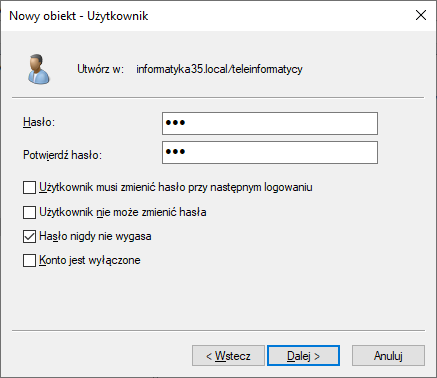 Nowy obiekt - Użytkownik
Utwórz w: informatyka35.local/teleinformatycy
Hasło: •••
Potwierdź hasło: •••
Użytkownik musi zmienić hasło przy następnym logowaniu
Użytkownik nie może zmienić hasła
Hasło nigdy nie wygasa
Konto jest wyłączone
< Wstecz Dalej > Anuluj